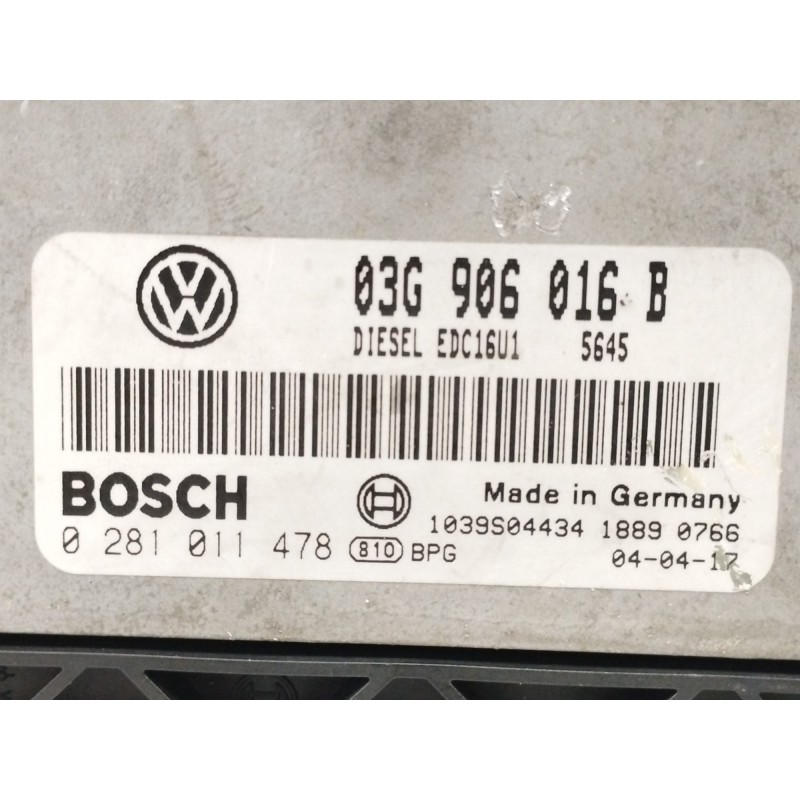 03G 906 016 B
DIESEL EDC16U1 5645
BOSCH
Made in Germany
1039S04434 1889 0766
0 281 011 478 810 BPG
04-04-17